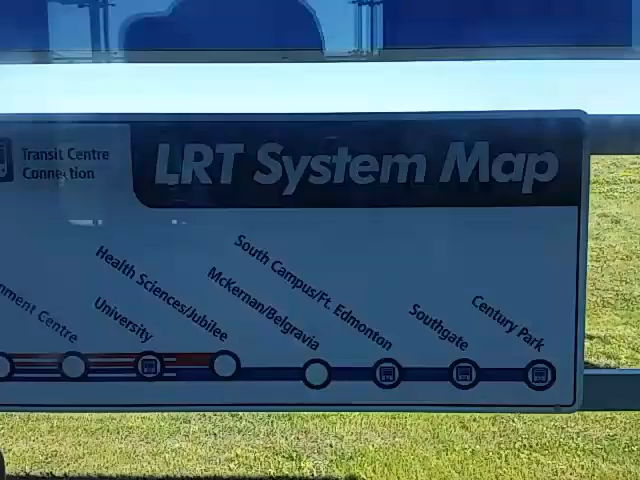 Transit Centre
Connection
LRT System Map
nment Centre
University
Health Sciences/Jubilee
McKernan/Belgravia
South Campus/Ft. Edmonton
Southgate
Century Park